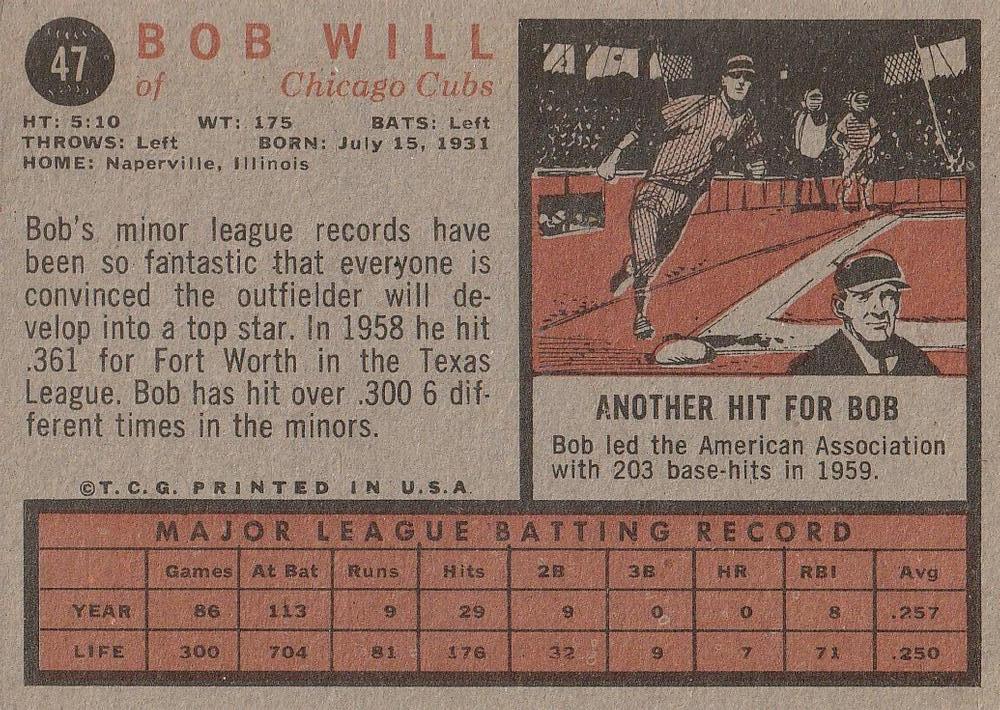 47
BOB WILL
of Chicago Cubs
HT: 5:10 WT: 175 BATS: Left
THROWS: Left BORN: July 15, 1931
HOME: Naperville, Illinois
Bob's minor league records have
been so fantastic that everyone is
convinced the outfielder will de-
velop into a top star. In 1958 he hit
.361 for Fort Worth in the Texas
League. Bob has hit over .300 6 dif-
ferent times in the minors.
©T.C.G. PRINTED IN U.S.A.
ANOTHER HIT FOR BOB
Bob led the American Association
with 203 base-hits in 1959.
MAJOR LEAGUE BATTING RECORD
Games At Bat Runs Hits 2B 3B HR RBI Avg
YEAR 86 113 9 29 9 0 0 8 .257
LIFE 300 704 81 176 32 9 7 71 .250